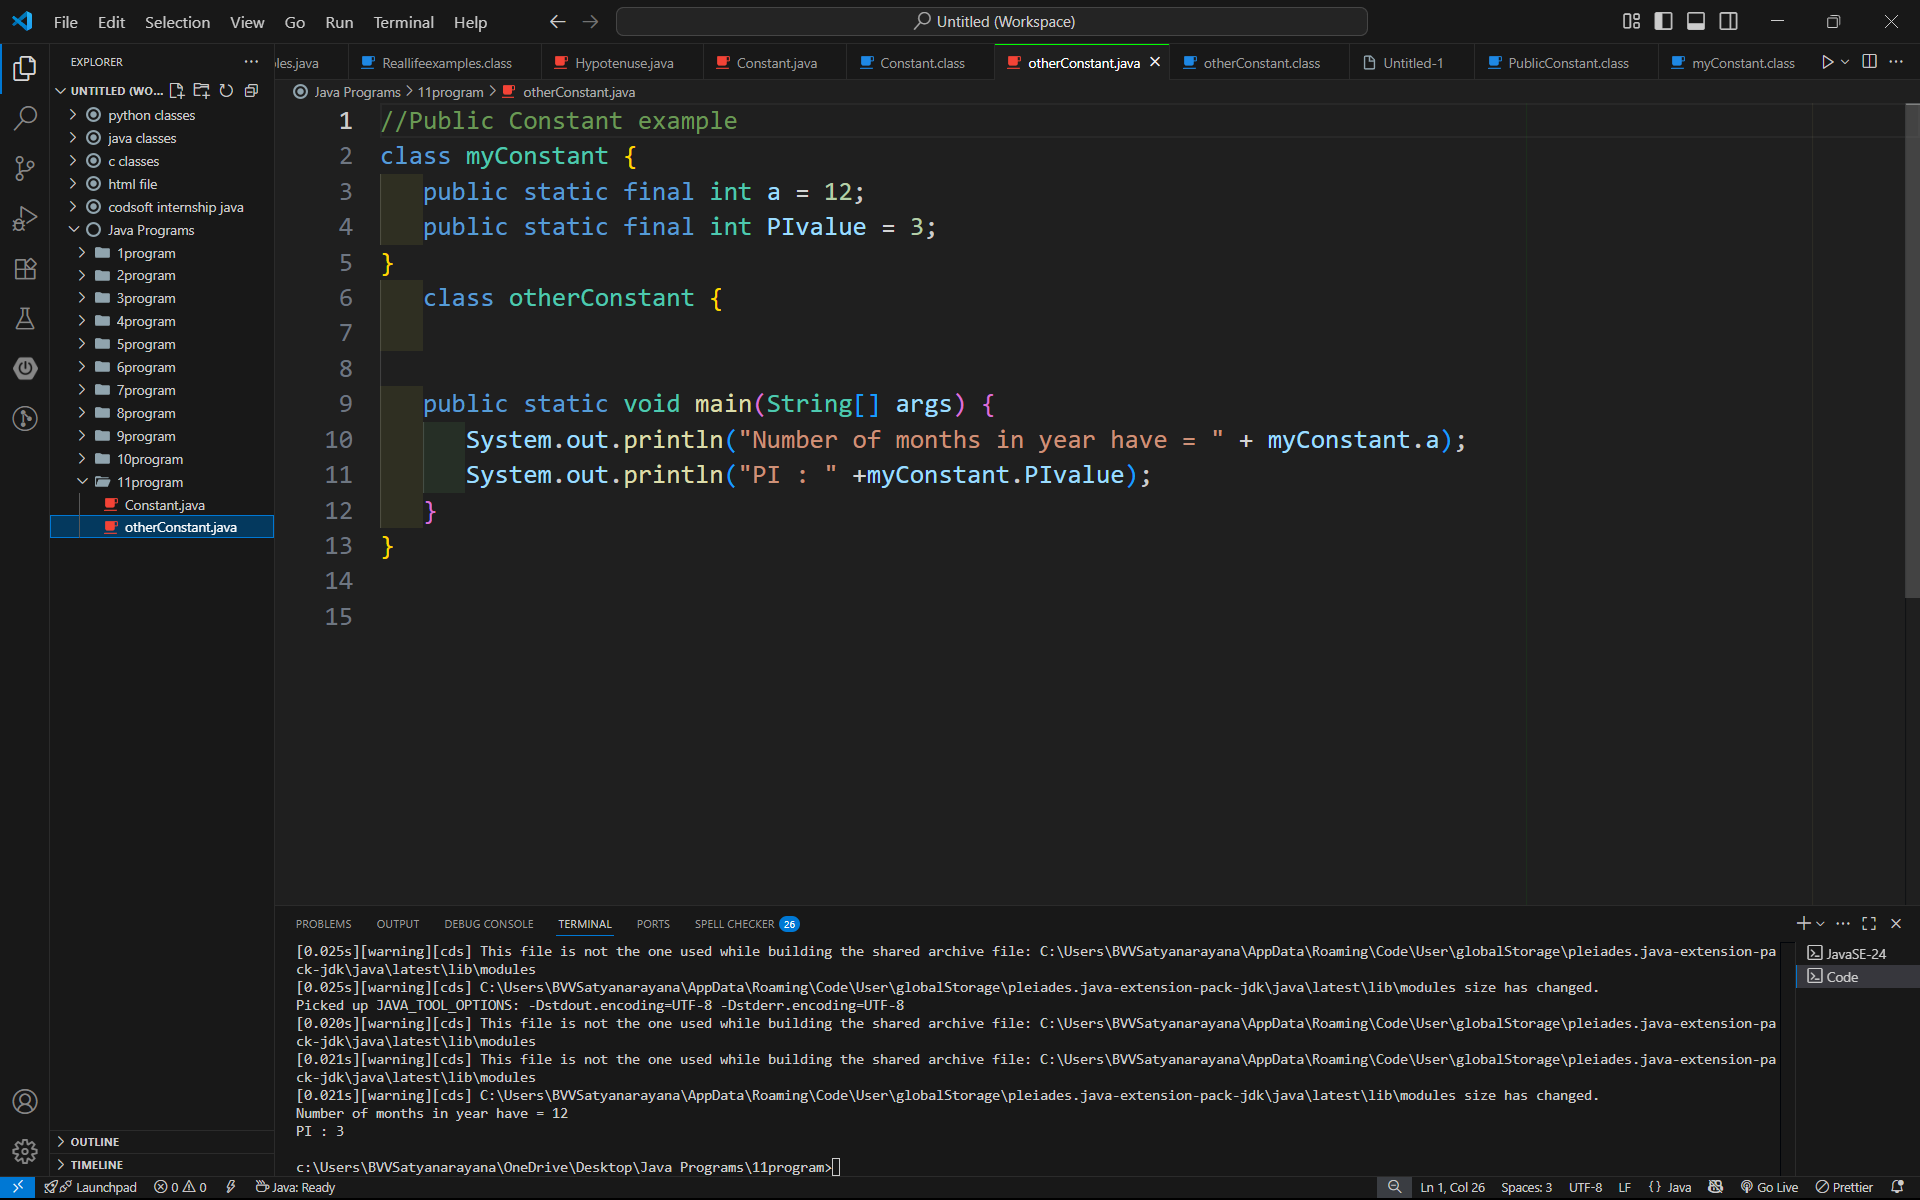 File Edit Selection View Go Run Terminal Help
Untitled (Workspace)
EXPLORER
UNTITLED (WO...
python classes
java classes
c classes
html file
codsoft internship java
Java Programs
1program
2program
3program
4program
5program
6program
7program
8program
9program
10program
11program
Constant.java
otherConstant.java
OUTLINE
TIMELINE
les.java Reallifeexamples.class Hypotenuse.java Constant.java Constant.class otherConstant.java otherConstant.class Untitled-1 PublicConstant.class myConstant.class
Java Programs > 11program > otherConstant.java
1 //Public Constant example
2 class myConstant {
3 public static final int a = 12;
4 public static final int PIvalue = 3;
5 }
6 class otherConstant {
7
8
9 public static void main(String[] args) {
10 System.out.println("Number of months in year have = " + myConstant.a);
11 System.out.println("PI : " +myConstant.PIvalue);
12 }
13 }
14
15
PROBLEMS OUTPUT DEBUG CONSOLE TERMINAL PORTS SPELL CHECKER 26
[0.025s][warning][cds] This file is not the one used while building the shared archive file: C:\Users\BVVSatyanarayana\AppData\Roaming\Code\User\globalStorage\pleiades.java-extension-pa
ck-jdk\java\latest\lib\modules
[0.025s][warning][cds] C:\Users\BVVSatyanarayana\AppData\Roaming\Code\User\globalStorage\pleiades.java-extension-pack-jdk\java\latest\lib\modules size has changed.
Picked up JAVA_TOOL_OPTIONS: -Dstdout.encoding=UTF-8 -Dstderr.encoding=UTF-8
[0.020s][warning][cds] This file is not the one used while building the shared archive file: C:\Users\BVVSatyanarayana\AppData\Roaming\Code\User\globalStorage\pleiades.java-extension-pa
ck-jdk\java\latest\lib\modules
[0.021s][warning][cds] This file is not the one used while building the shared archive file: C:\Users\BVVSatyanarayana\AppData\Roaming\Code\User\globalStorage\pleiades.java-extension-pa
ck-jdk\java\latest\lib\modules
[0.021s][warning][cds] C:\Users\BVVSatyanarayana\AppData\Roaming\Code\User\globalStorage\pleiades.java-extension-pack-jdk\java\latest\lib\modules size has changed.
Number of months in year have = 12
PI : 3
c:\Users\BVVSatyanarayana\OneDrive\Desktop\Java Programs\11program>
JavaSE-24
Code
Launchpad 0 0 Java: Ready Ln 1, Col 26 Spaces: 3 UTF-8 LF {} Java Go Live Prettier